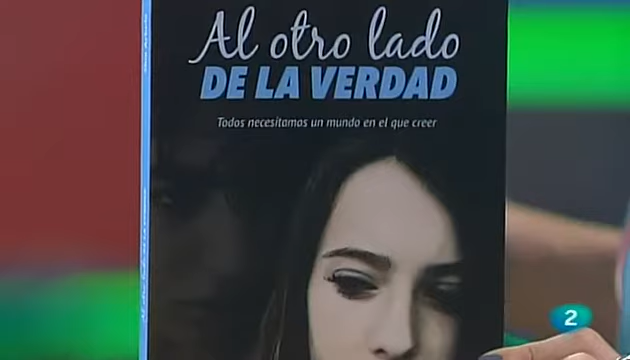 Al otro lado
DE LA VERDAD
Todos necesitamos un mundo en el que creer
2